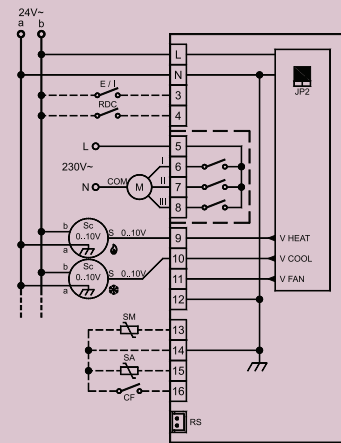 24V~
a b
L
N
JP2
E / I
3
RDC
4
L
5
230V~
I
6
N
COM
M
II
7
III
8
b
Sc
0..10V
a
S 0..10V
9
V HEAT
b
Sc
0..10V
a
S 0..10V
10
V COOL
11
V FAN
12
SM
13
14
SA
15
CF
16
RS